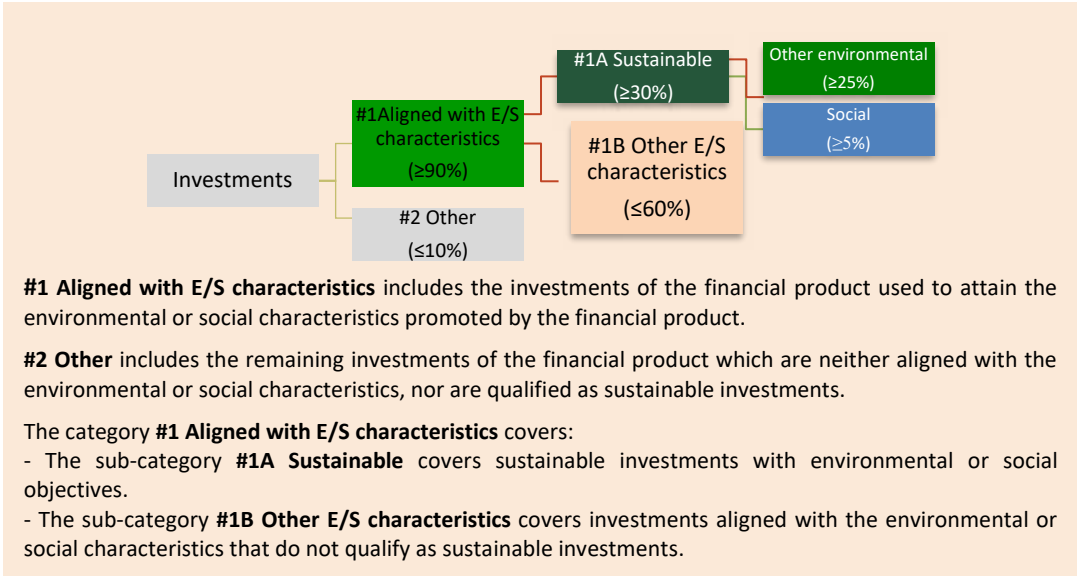 #1A Sustainable
(≥30%)
Other environmental
(≥25%)
Social
(≥5%)
#1Aligned with E/S
characteristics
(≥90%)
#1B Other E/S
characteristics
(≤60%)
Investments
#2 Other
(≤10%)
#1 Aligned with E/S characteristics includes the investments of the financial product used to attain the
environmental or social characteristics promoted by the financial product.
#2 Other includes the remaining investments of the financial product which are neither aligned with the
environmental or social characteristics, nor are qualified as sustainable investments.
The category #1 Aligned with E/S characteristics covers:
- The sub-category #1A Sustainable covers sustainable investments with environmental or social
objectives.
- The sub-category #1B Other E/S characteristics covers investments aligned with the environmental or
social characteristics that do not qualify as sustainable investments.